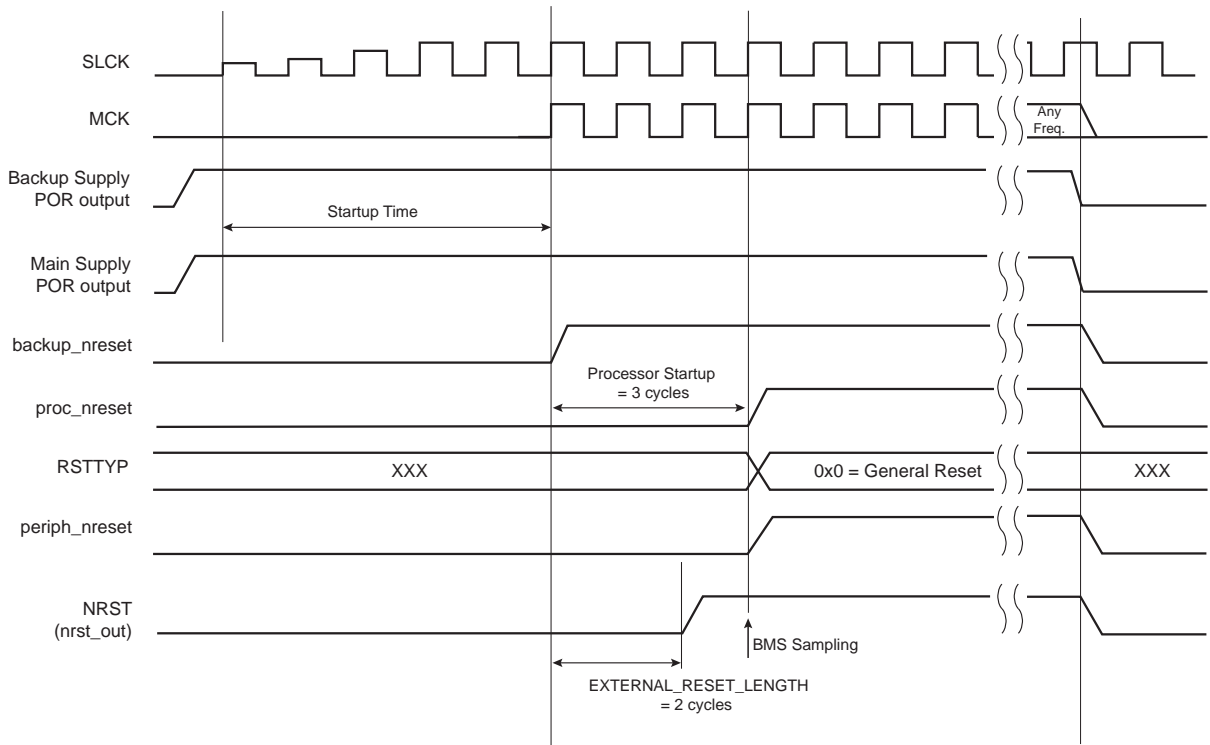 SLCK
MCK
Any
Freq.
Backup Supply
POR output
Startup Time
Main Supply
POR output
backup_nreset
Processor Startup
= 3 cycles
proc_nreset
RSTTYP
XXX
0x0 = General Reset
XXX
periph_nreset
NRST
(nrst_out)
BMS Sampling
EXTERNAL_RESET_LENGTH
= 2 cycles